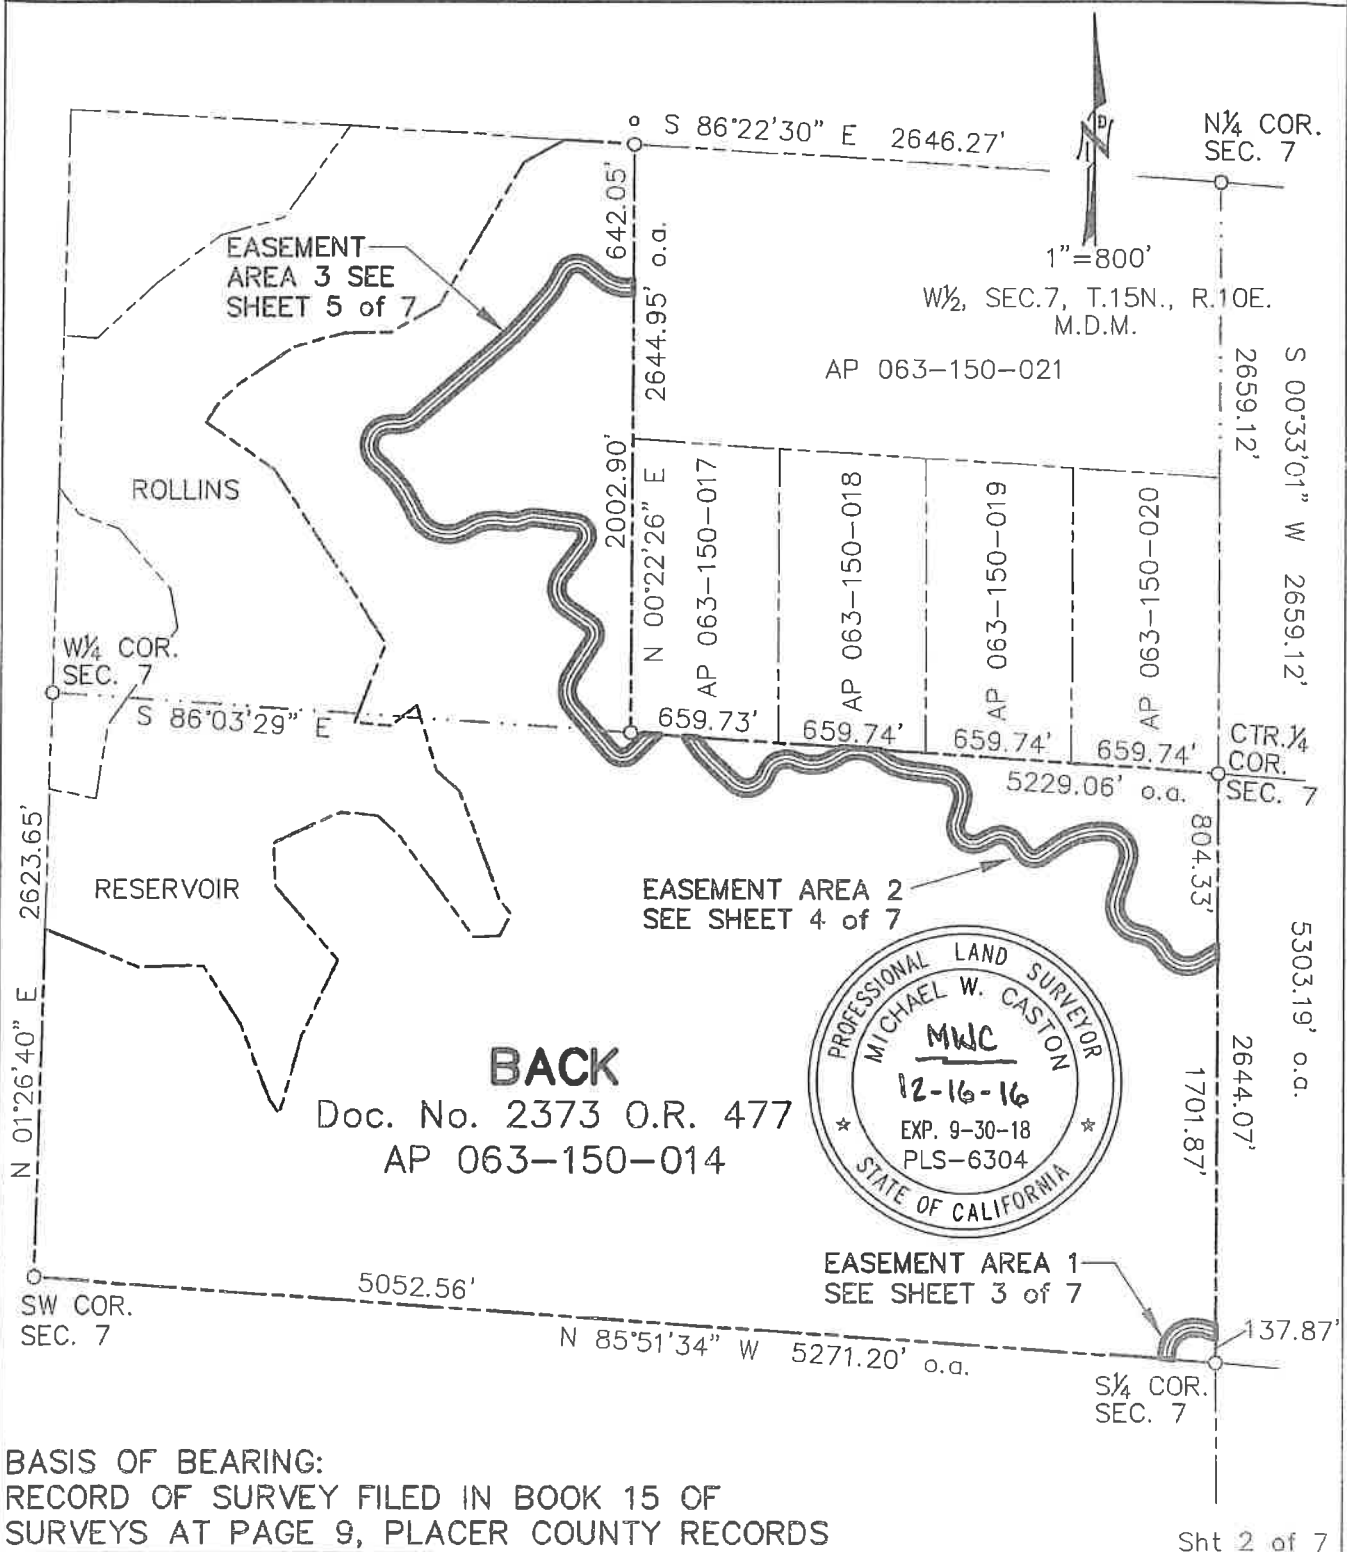 S 86°22'30" E 2646.27'
N¼ COR.
SEC. 7
642.05'
2644.95' o.a.
EASEMENT
AREA 3 SEE
SHEET 5 of 7
1"=800'
W½, SEC.7, T.15N., R.10E.
M.D.M.
AP 063-150-021
S 00°33'01" W 2659.12'
2659.12'
ROLLINS
2002.90'
N 00°22'26" E
AP 063-150-017
AP 063-150-018
AP 063-150-019
AP 063-150-020
W¼ COR.
SEC. 7
S 86°03'29" E
659.73'
659.74'
659.74'
659.74'
5229.06' o.a.
CTR.¼
COR.
SEC. 7
2623.65'
N 01°26'40" E
RESERVOIR
804.33'
EASEMENT AREA 2
SEE SHEET 4 of 7
5303.19' o.a.
2644.07'
1701.87'
PROFESSIONAL LAND SURVEYOR
MICHAEL W. CASTON
MWC
12-16-16
EXP. 9-30-18
PLS-6304
STATE OF CALIFORNIA
BACK
Doc. No. 2373 O.R. 477
AP 063-150-014
EASEMENT AREA 1
SEE SHEET 3 of 7
5052.56'
SW COR.
SEC. 7
N 85°51'34" W 5271.20' o.a.
137.87'
S¼ COR.
SEC. 7
BASIS OF BEARING:
RECORD OF SURVEY FILED IN BOOK 15 OF
SURVEYS AT PAGE 9, PLACER COUNTY RECORDS
Sht 2 of 7